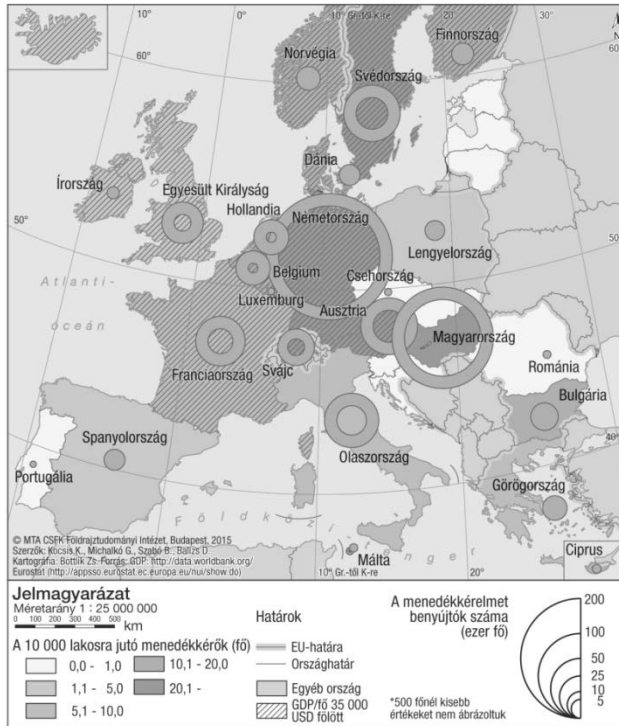 10°
0°
10° Gr.-től K-re
20°
30°
60°
Norvégia
Finnország
60°
Svédország
Dánia
Írország
Egyesült Királyság
Hollandia
Németország
50°
Lengyelország
50°
Belgium
Csehország
Atlanti-
óceán
Luxemburg
Ausztria
Magyarország
Franciaország
Svájc
Románia
Bulgária
Spanyolország
Olaszország
40°
Portugália
Görögország
Földközi-tenger
Málta
Ciprus
© MTA CSFK Földrajztudományi Intézet, Budapest, 2015
Szerzők: Kocsis K., Michalkó G., Szabó B., Balizs D.
Kartográfia: Bottlik Zs. Forrás: GDP: http://data.worldbank.org/
Eurostat (http://appsso.eurostat.ec.europa.eu/nui/show.do)
10° Gr.-től K-re
20°
Jelmagyarázat
Méretarány 1 : 25 000 000
0 100 200 300 400 500
km
A 10 000 lakosra jutó menedékkérők (fő)
0,0 - 1,0
1,1 - 5,0
5,1 - 10,0
10,1 - 20,0
20,1 -
Határok
EU-határa
Országhatár
Egyéb ország
GDP/fő 35 000
USD fölött
A menedékkérelmet
benyújtók száma
(ezer fő)
200
100
50
25
10
5
*500 főnél kisebb
értékeket nem ábrázoltuk